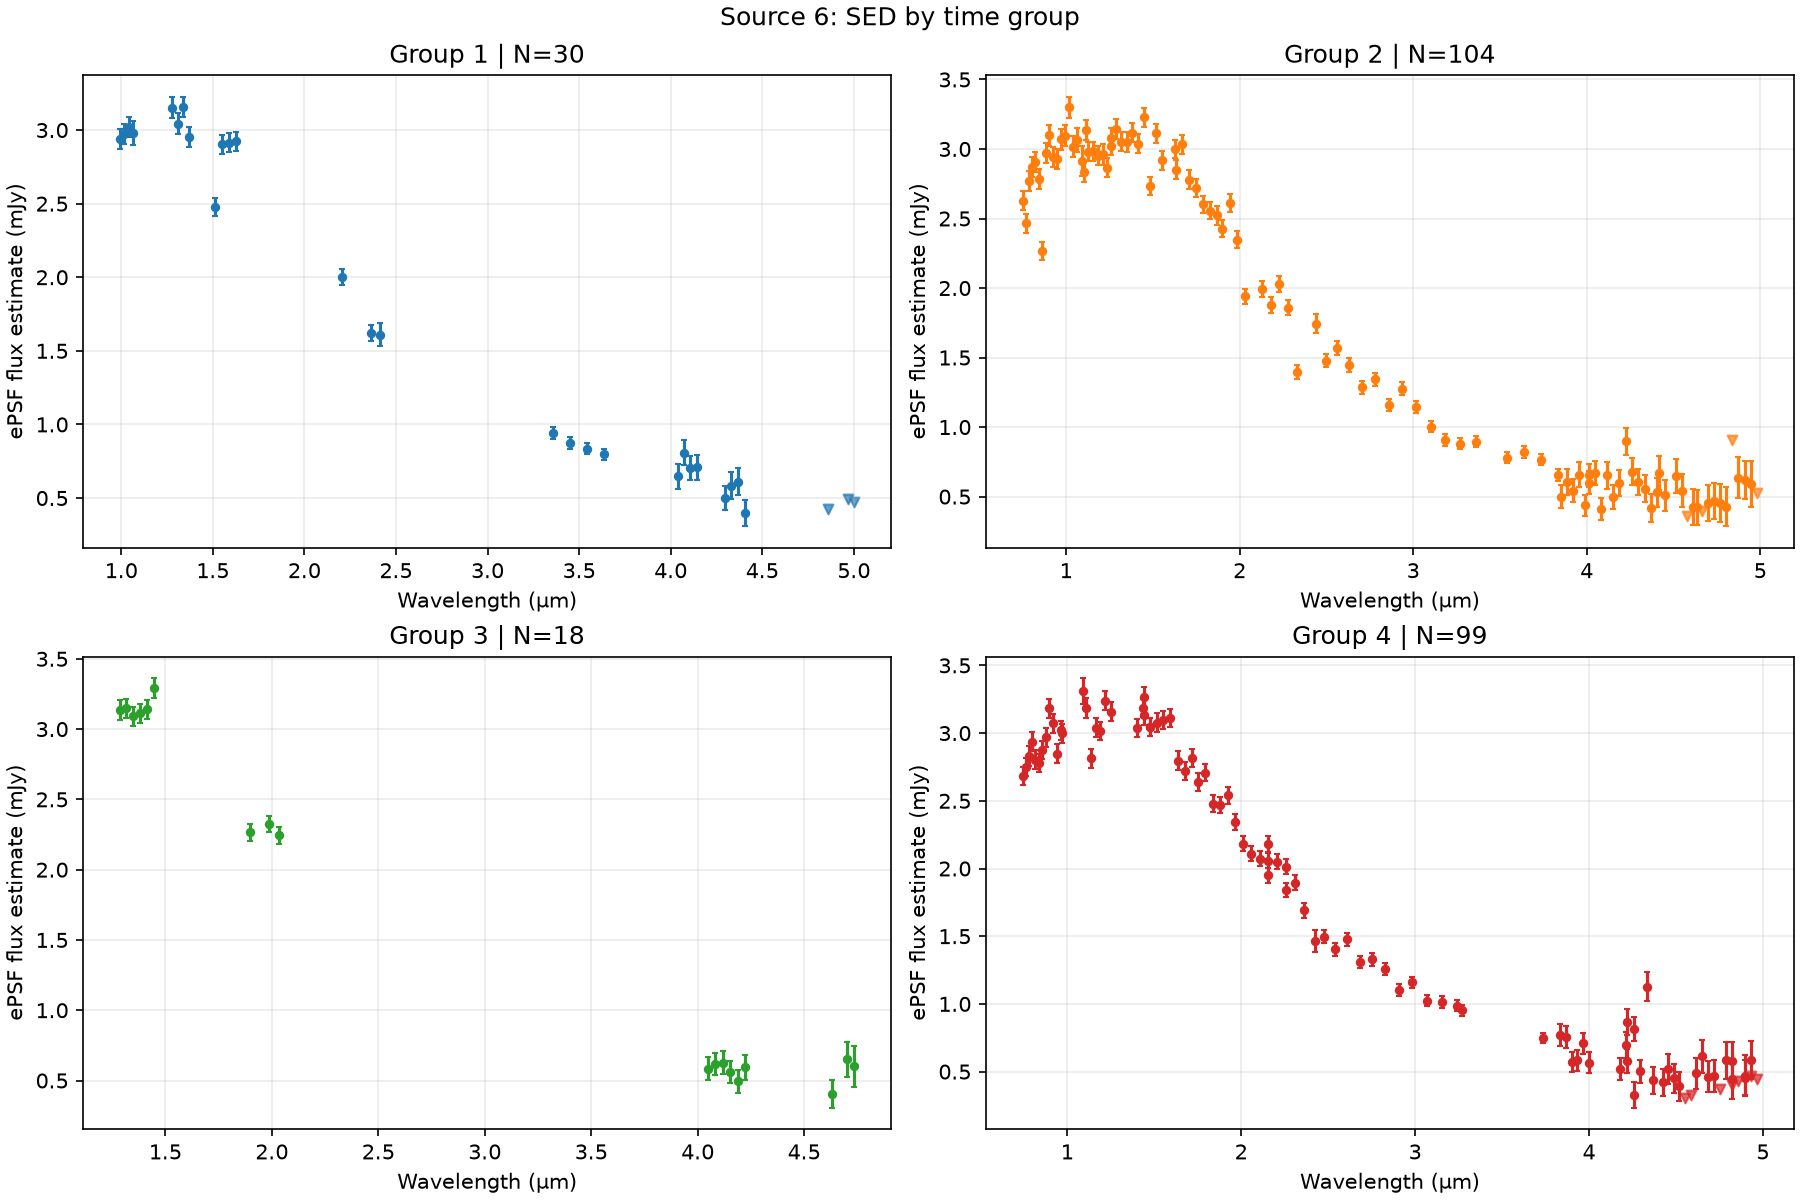 Source 6: SED by time group
Group 1 | N=30
ePSF flux estimate (mJy)
3.0
2.5
2.0
1.5
1.0
0.5
1.0 1.5 2.0 2.5 3.0 3.5 4.0 4.5 5.0
Wavelength (μm)
Group 2 | N=104
ePSF flux estimate (mJy)
3.5
3.0
2.5
2.0
1.5
1.0
0.5
1 2 3 4 5
Wavelength (μm)
Group 3 | N=18
ePSF flux estimate (mJy)
3.5
3.0
2.5
2.0
1.5
1.0
0.5
1.5 2.0 2.5 3.0 3.5 4.0 4.5
Wavelength (μm)
Group 4 | N=99
ePSF flux estimate (mJy)
3.5
3.0
2.5
2.0
1.5
1.0
0.5
1 2 3 4 5
Wavelength (μm)